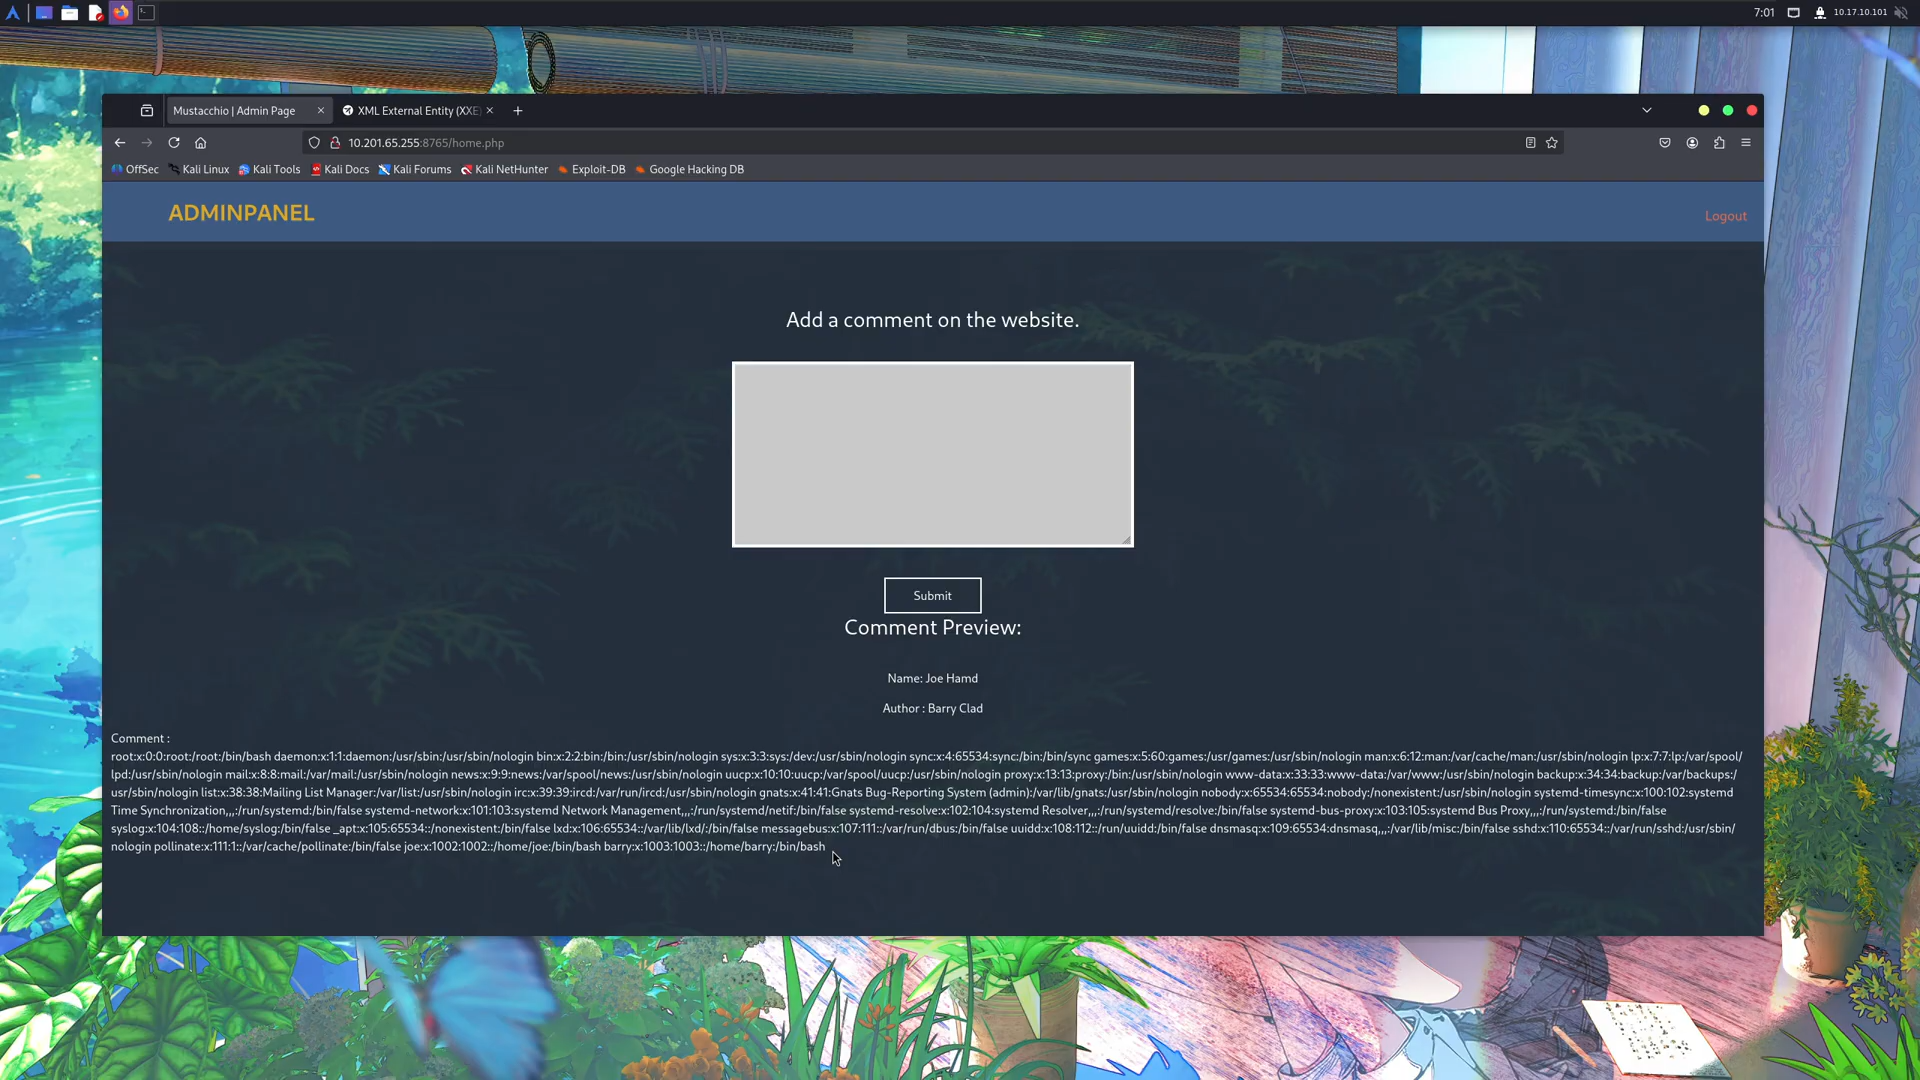 7:01
10.17.10.101
Mustacchio | Admin Page
XML External Entity (XXE
10.201.65.255:8765/home.php
OffSec
Kali Linux
Kali Tools
Kali Docs
Kali Forums
Kali NetHunter
Exploit-DB
Google Hacking DB
ADMINPANEL
Logout
Add a comment on the website.
Submit
Comment Preview:
Name: Joe Hamd
Author : Barry Clad
Comment :
root:x:0:0:root:/root:/bin/bash daemon:x:1:1:daemon:/usr/sbin:/usr/sbin/nologin bin:x:2:2:bin:/bin:/usr/sbin/nologin sys:x:3:3:sys:/dev:/usr/sbin/nologin sync:x:4:65534:sync:/bin:/bin/sync games:x:5:60:games:/usr/games:/usr/sbin/nologin man:x:6:12:man:/var/cache/man:/usr/sbin/nologin lp:x:7:7:lp:/var/spool/
lpd:/usr/sbin/nologin mail:x:8:8:mail:/var/mail:/usr/sbin/nologin news:x:9:9:news:/var/spool/news:/usr/sbin/nologin uucp:x:10:10:uucp:/var/spool/uucp:/usr/sbin/nologin proxy:x:13:13:proxy:/bin:/usr/sbin/nologin www-data:x:33:33:www-data:/var/www:/usr/sbin/nologin backup:x:34:34:backup:/var/backups:/
usr/sbin/nologin list:x:38:38:Mailing List Manager:/var/list:/usr/sbin/nologin irc:x:39:39:ircd:/var/run/ircd:/usr/sbin/nologin gnats:x:41:41:Gnats Bug-Reporting System (admin):/var/lib/gnats:/usr/sbin/nologin nobody:x:65534:65534:nobody:/nonexistent:/usr/sbin/nologin systemd-timesync:x:100:102:systemd
Time Synchronization,,,:/run/systemd:/bin/false systemd-network:x:101:103:systemd Network Management,,,:/run/systemd/netif:/bin/false systemd-resolve:x:102:104:systemd Resolver,,,:/run/systemd/resolve:/bin/false systemd-bus-proxy:x:103:105:systemd Bus Proxy,,,:/run/systemd:/bin/false
syslog:x:104:108::/home/syslog:/bin/false _apt:x:105:65534::/nonexistent:/bin/false lxd:x:106:65534::/var/lib/lxd/:/bin/false messagebus:x:107:111::/var/run/dbus:/bin/false uuidd:x:108:112::/run/uuidd:/bin/false dnsmasq:x:109:65534:dnsmasq,,,:/var/lib/misc:/bin/false sshd:x:110:65534::/var/run/sshd:/usr/sbin/
nologin pollinate:x:111:1::/var/cache/pollinate:/bin/false joe:x:1002:1002::/home/joe:/bin/bash barry:x:1003:1003::/home/barry:/bin/bash